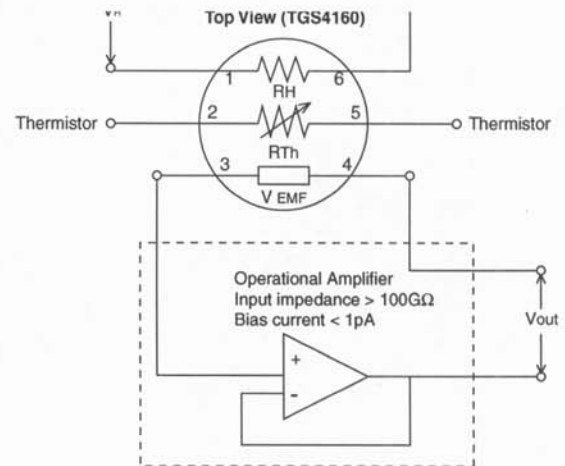 Top View (TGS4160)
1
6
RH
Thermistor
2
5
Thermistor
RTh
3
4
V EMF
Operational Amplifier
Input impedance > 100GΩ
Bias current < 1pA
Vout
+
-